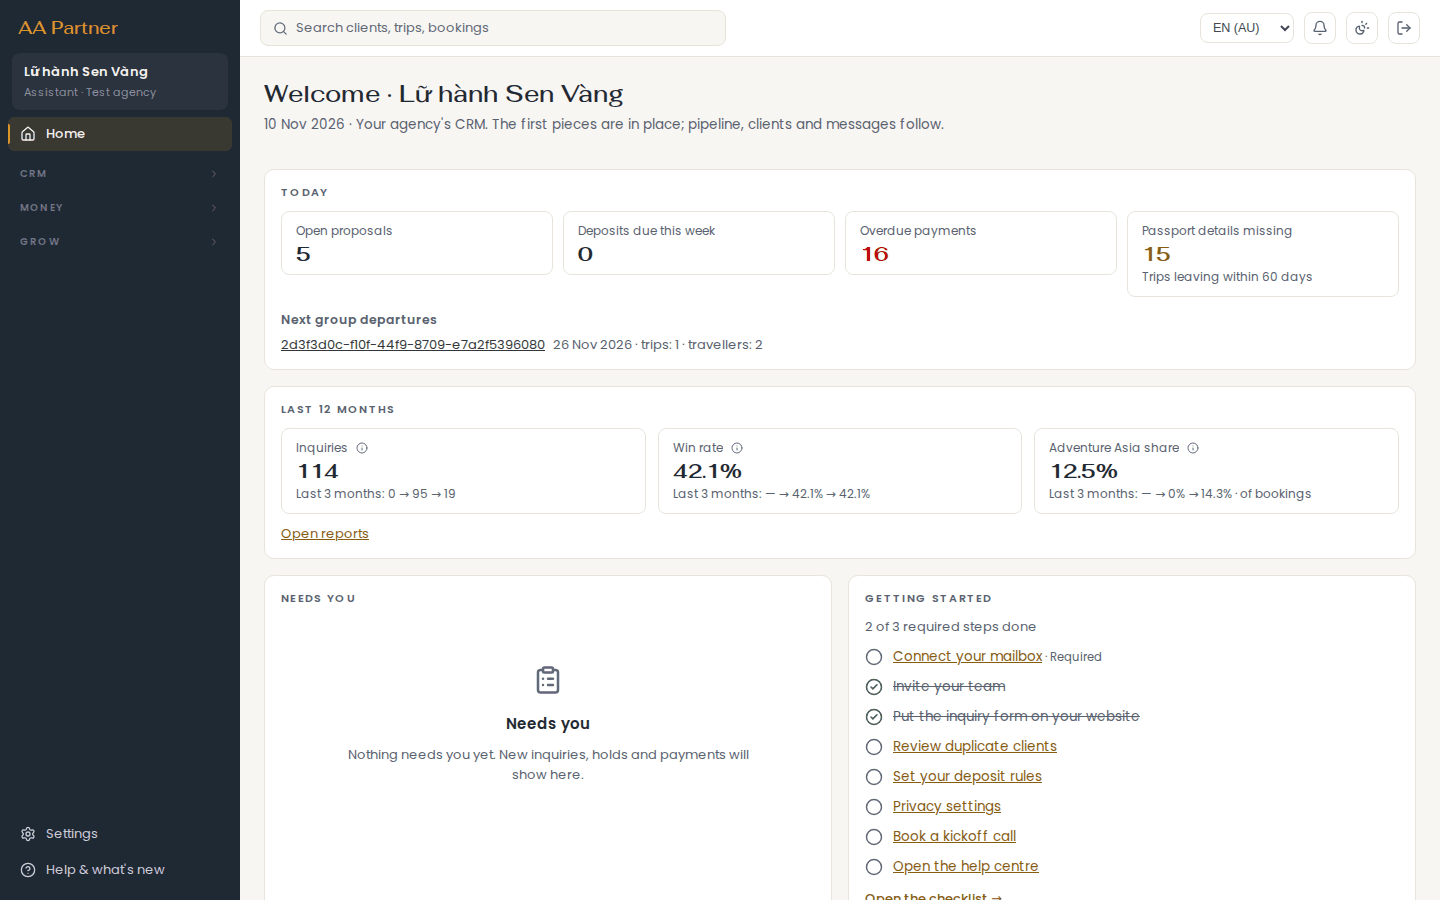 AA Partner
Lữ hành Sen Vàng
Assistant · Test agency
Home
CRM
MONEY
GROW
Settings
Help & what's new
Search clients, trips, bookings
EN (AU)
Welcome · Lữ hành Sen Vàng
10 Nov 2026 · Your agency's CRM. The first pieces are in place; pipeline, clients and messages follow.
TODAY
Open proposals
5
Deposits due this week
0
Overdue payments
16
Passport details missing
15
Trips leaving within 60 days
Next group departures
2d3f3d0c-f10f-44f9-8709-e7a2f5396080 26 Nov 2026 · trips: 1 · travellers: 2
LAST 12 MONTHS
Inquiries
114
Last 3 months: 0 → 95 → 19
Win rate
42.1%
Last 3 months: — → 42.1% → 42.1%
Adventure Asia share
12.5%
Last 3 months: — → 0% → 14.3% · of bookings
Open reports
NEEDS YOU
Needs you
Nothing needs you yet. New inquiries, holds and payments will
show here.
GETTING STARTED
2 of 3 required steps done
Connect your mailbox · Required
Invite your team
Put the inquiry form on your website
Review duplicate clients
Set your deposit rules
Privacy settings
Book a kickoff call
Open the help centre
Open the checklist →